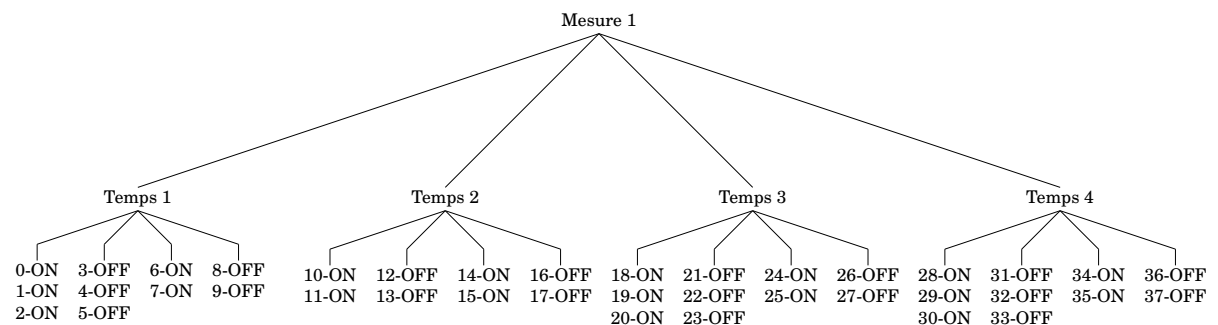 Mesure 1
Temps 1 Temps 2 Temps 3 Temps 4
0-ON 3-OFF 6-ON 8-OFF 10-ON 12-OFF 14-ON 16-OFF 18-ON 21-OFF 24-ON 26-OFF 28-ON 31-OFF 34-ON 36-OFF
1-ON 4-OFF 7-ON 9-OFF 11-ON 13-OFF 15-ON 17-OFF 19-ON 22-OFF 25-ON 27-OFF 29-ON 32-OFF 35-ON 37-OFF
2-ON 5-OFF 20-ON 23-OFF 30-ON 33-OFF